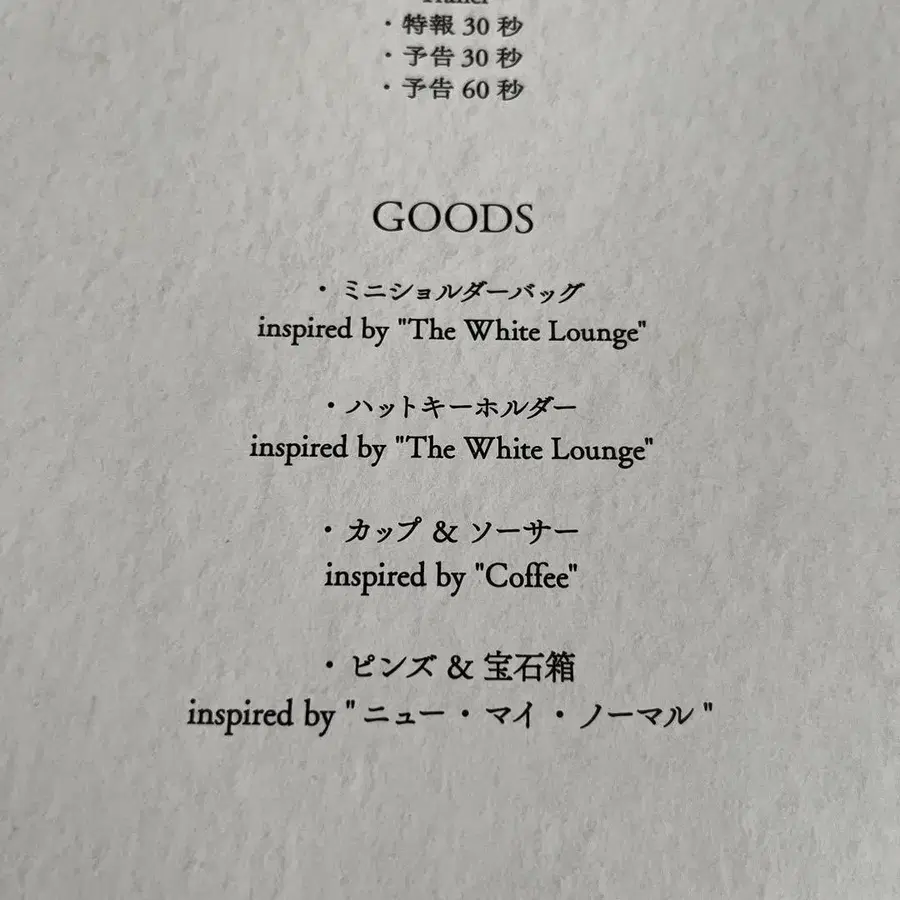 ・特報 30 秒
・予告 30 秒
・予告 60 秒
GOODS
・ミニショルダーバッグ
inspired by "The White Lounge"
・ハットキーホルダー
inspired by "The White Lounge"
・カップ & ソーサー
inspired by "Coffee"
・ピンズ & 宝石箱
inspired by "ニュー・マイ・ノーマル"